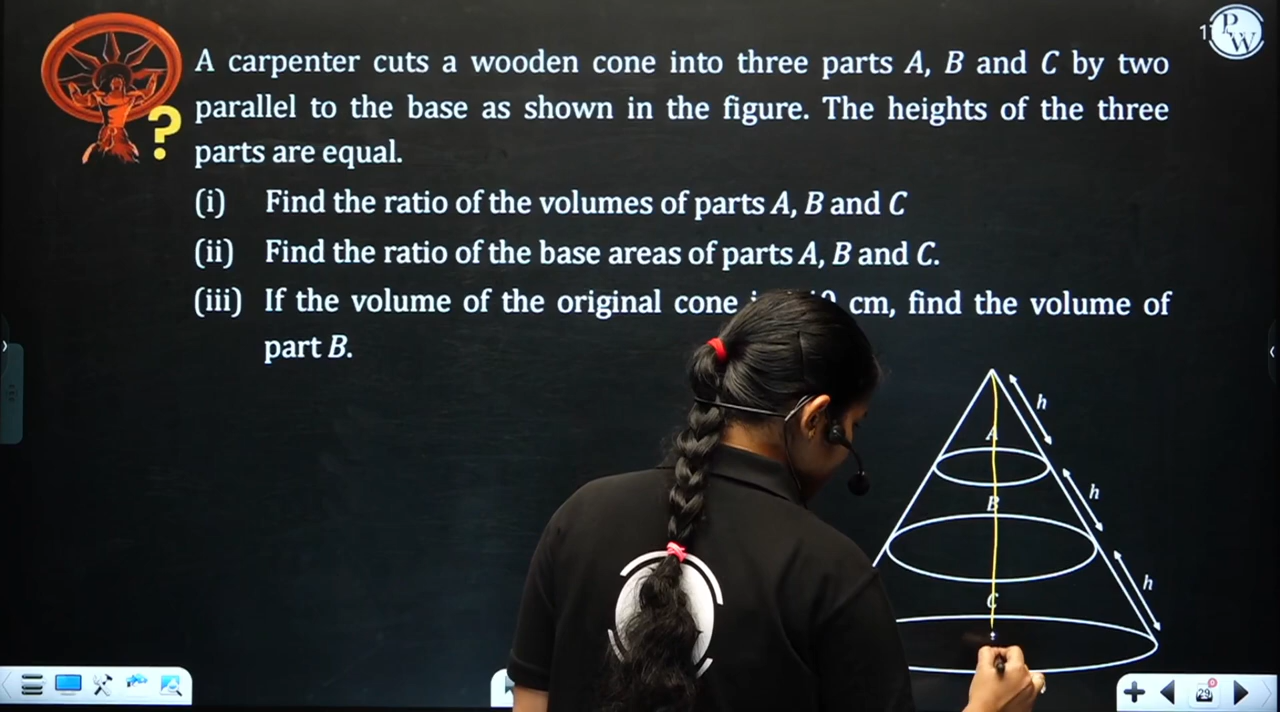 A carpenter cuts a wooden cone into three parts A, B and C by two
parallel to the base as shown in the figure. The heights of the three
parts are equal.
(i) Find the ratio of the volumes of parts A, B and C
(ii) Find the ratio of the base areas of parts A, B and C.
(iii) If the volume of the original cone cm, find the volume of
part B.
?
P
W
h
A
h
B
h
C
29